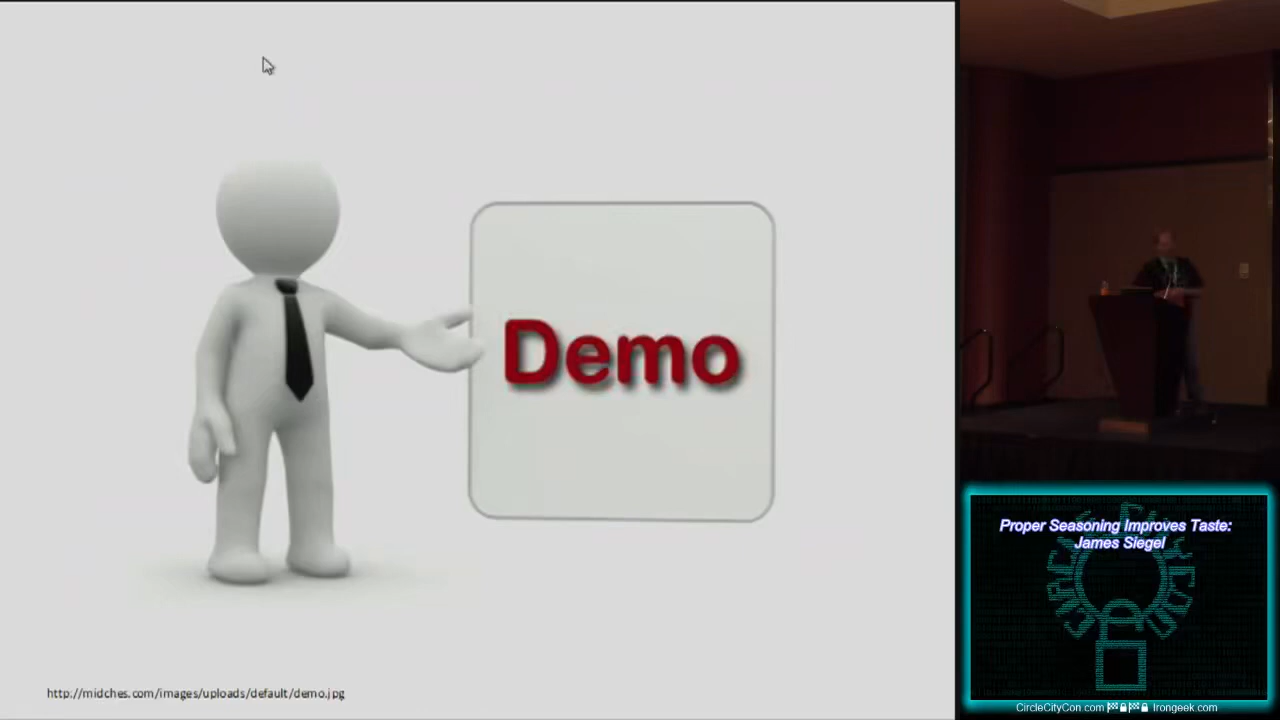 Demo
http://midches.com/images/uploads/default/demo.jpg
Proper Seasoning Improves Taste:
James Siegel
CircleCityCon.com Irongeek.com